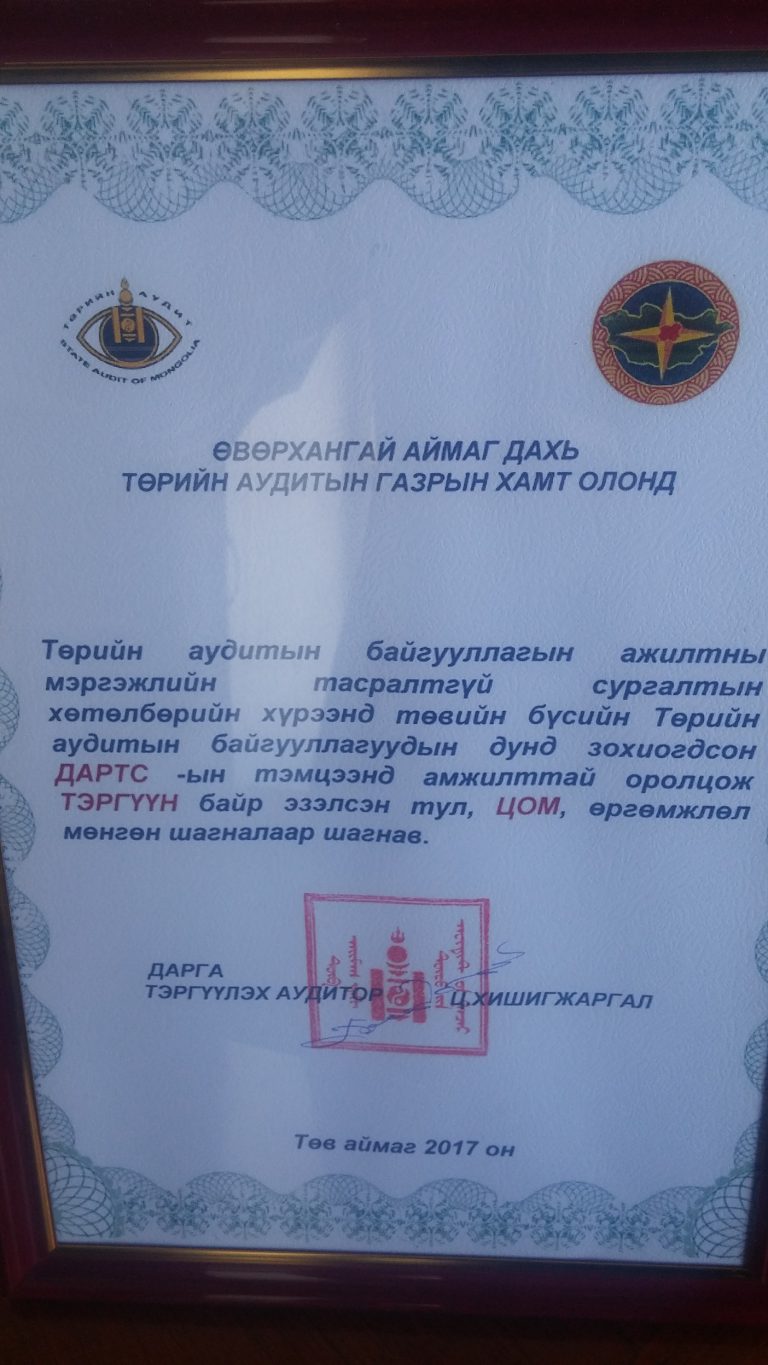 ТӨРИЙН АУДИТ
STATE AUDIT OF MONGOLIA
ӨВӨРХАНГАЙ АЙМАГ ДАХЬ
ТӨРИЙН АУДИТЫН ГАЗРЫН ХАМТ ОЛОНД
Төрийн аудитын байгууллагын ажилтны
мэргэжлийн тасралтгүй сургалтын
хөтөлбөрийн хүрээнд төвийн бүсийн Төрийн
аудитын байгууллагуудын дунд зохиогдсон
ДАРТС -ын тэмцээнд амжилттай оролцож
ТЭРГҮҮН байр эзэлсэн тул, ЦОМ, өргөмжлөл
мөнгөн шагналаар шагнав.
ДАРГА
ТЭРГҮҮЛЭХ АУДИТОР Ц.ХИШИГЖАРГАЛ
Төв аймаг 2017 он